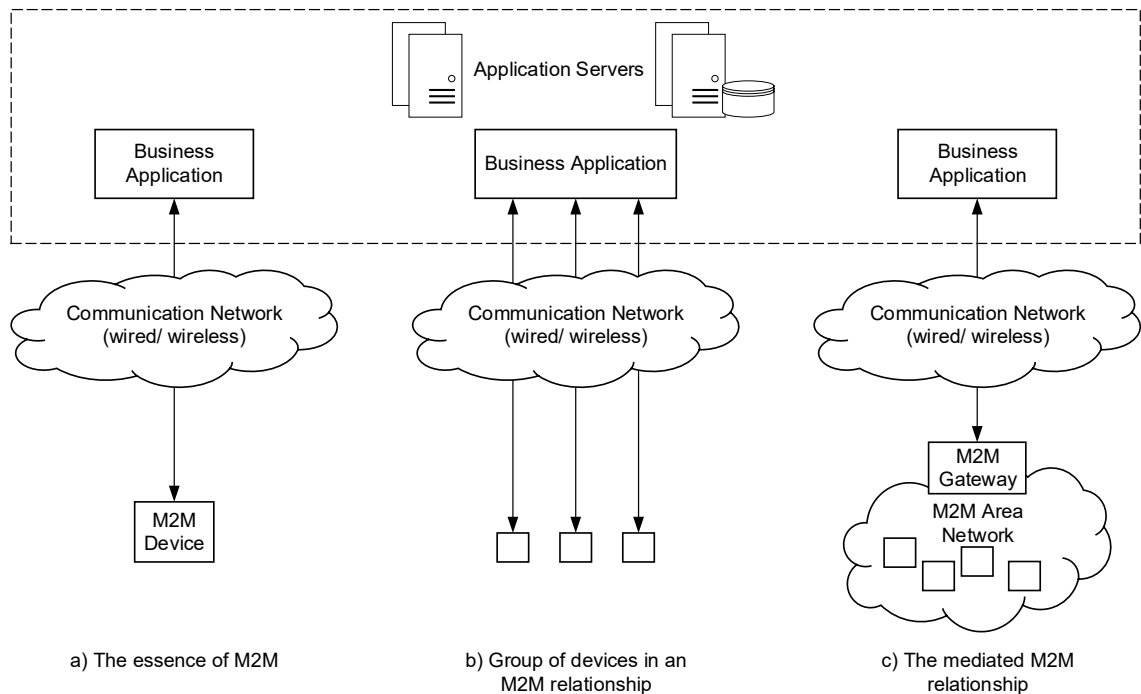 Application Servers
Business
Application
Business Application
Business
Application
Communication Network
(wired/ wireless)
Communication Network
(wired/ wireless)
Communication Network
(wired/ wireless)
M2M
Device
M2M
Gateway
M2M Area
Network
a) The essence of M2M
b) Group of devices in an
M2M relationship
c) The mediated M2M
relationship